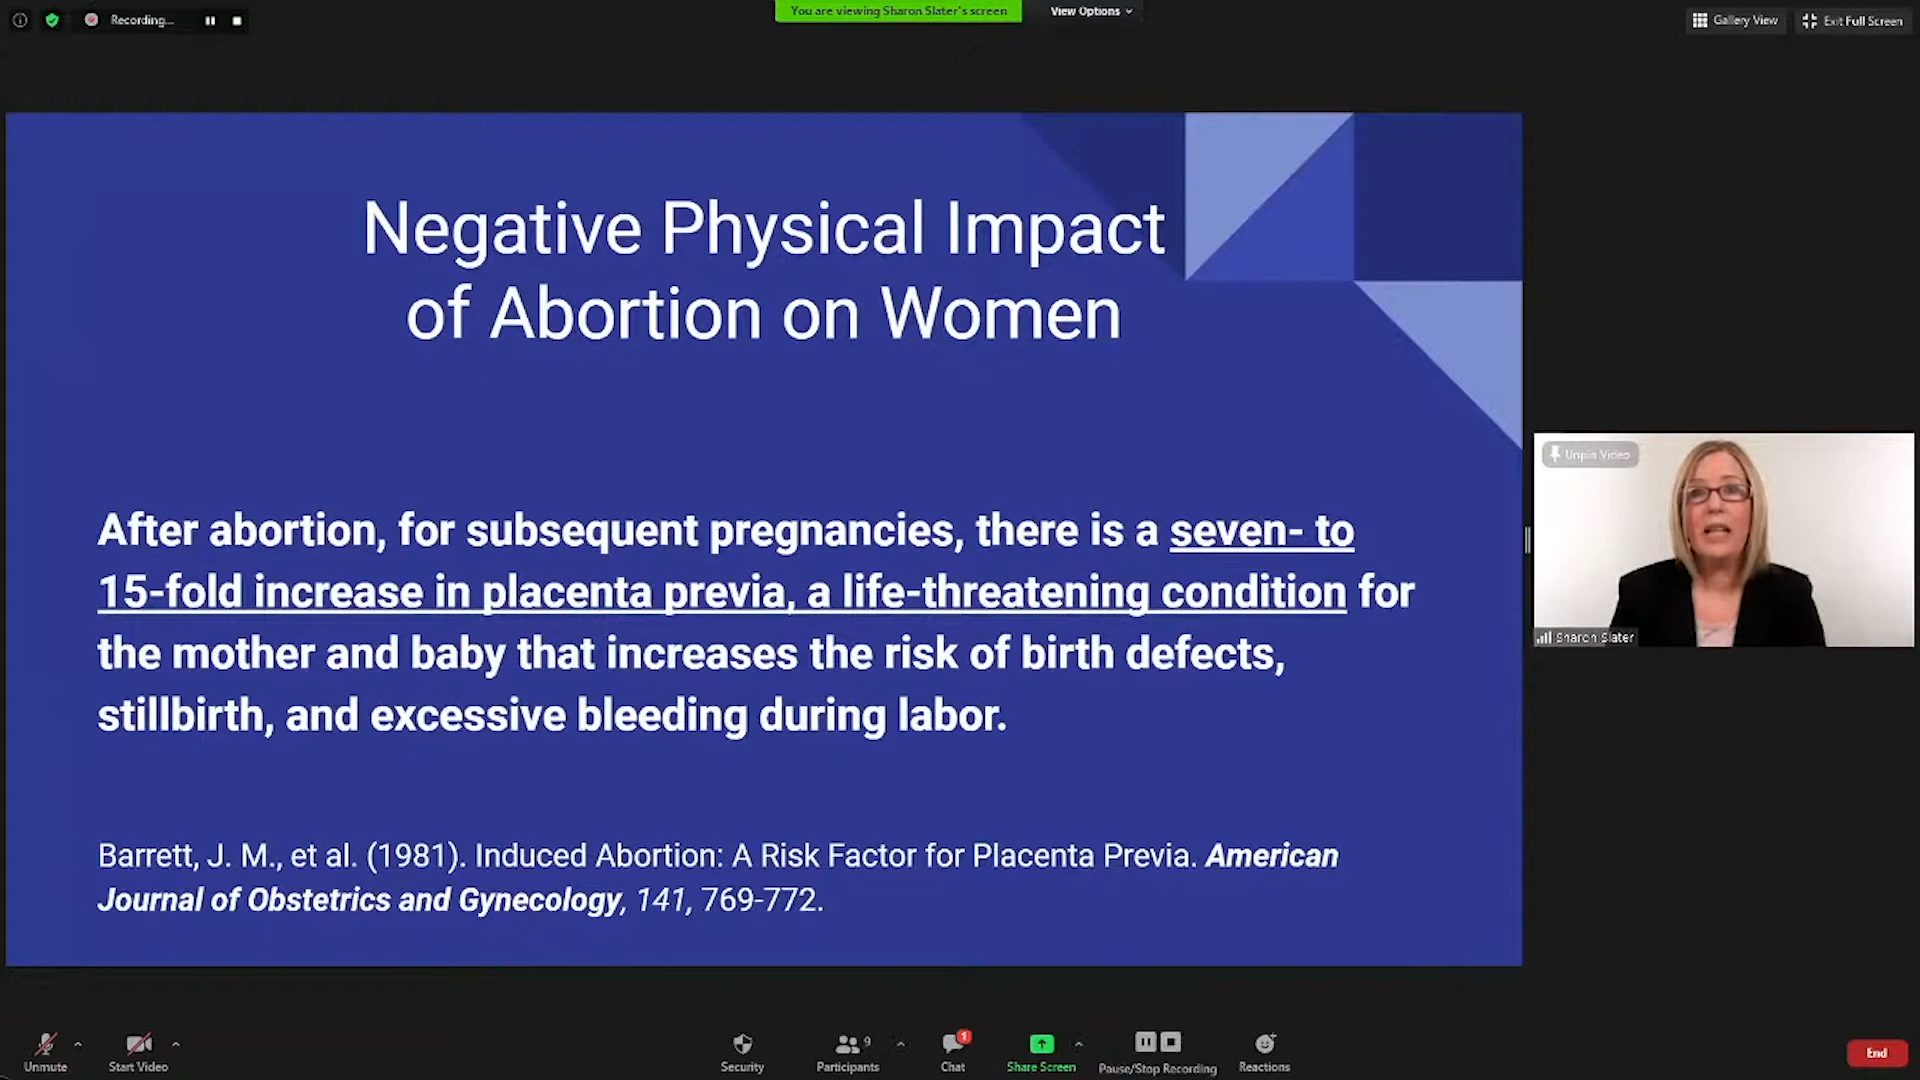 Recording...
You are viewing Sharon Slater's screen
View Options
Gallery View
Exit Full Screen
Negative Physical Impact
of Abortion on Women
After abortion, for subsequent pregnancies, there is a seven- to
15-fold increase in placenta previa, a life-threatening condition for
the mother and baby that increases the risk of birth defects,
stillbirth, and excessive bleeding during labor.
Barrett, J. M., et al. (1981). Induced Abortion: A Risk Factor for Placenta Previa. American
Journal of Obstetrics and Gynecology, 141, 769-772.
Unpin Video
Sharon Slater
Unmute
Start Video
Security
9
Participants
1
Chat
Share Screen
Pause/Stop Recording
Reactions
End